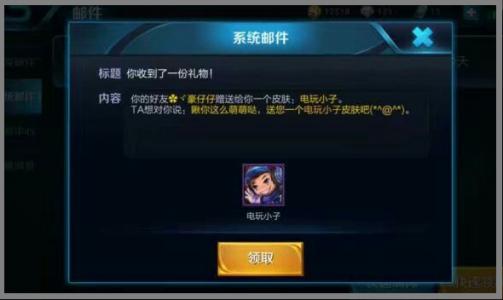 邮件
系统邮件
标题 你收到了一份礼物!
内容 你的好友✿ヾ豪仔仔赠送给你一个皮肤:电玩小子。
TA想对你说:瞅你这么萌萌哒,送您一个电玩小子皮肤吧(*^@^*)。
电玩小子
领取